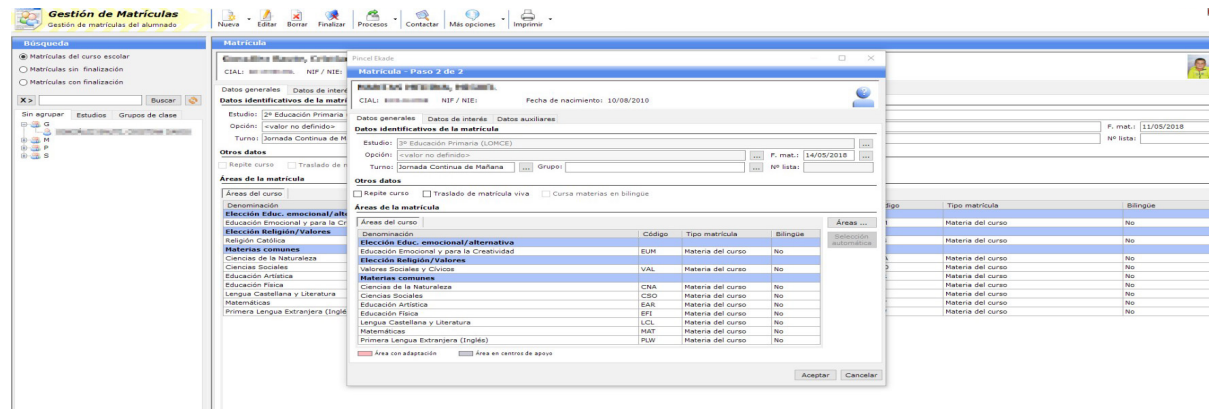 Gestión de Matrículas
Gestión de matrículas del alumnado
Nueva Editar Borrar Finalizar Procesos Contactar Más opciones Imprimir
Búsqueda
Matrículas del curso escolar
Matrículas sin finalización
Matrículas con finalización
X> Buscar
Sin agrupar Estudios Grupos de clase
G
M
P
S
Matrícula
CIAL: NIF / NIE:
Datos generales Datos de interé
Datos identificativos de la matrí
Estudio: 2º Educación Primaria
Opción: <valor no definido>
Turno: Jornada Continua de M
Otros datos
Repite curso Traslado de m
Áreas de la matrícula
Áreas del curso
Denominación
Elección Educ. emocional/alte
Educación Emocional y para la Cr
Elección Religión/Valores
Religión Católica
Materias comunes
Ciencias de la Naturaleza
Ciencias Sociales
Educación Artística
Educación Física
Lengua Castellana y Literatura
Matemáticas
Primera Lengua Extranjera (Inglé
Pincel Ekade
Matrícula - Paso 2 de 2
CIAL: NIF / NIE: Fecha de nacimiento: 10/08/2010
Datos generales Datos de interés Datos auxiliares
Datos identificativos de la matrícula
Estudio: 3º Educación Primaria (LOMCE) ...
Opción: <valor no definido> ... F. mat.: 14/05/2018 ...
Turno: Jornada Continua de Mañana ... Grupo: ... Nº lista:
Otros datos
Repite curso Traslado de matrícula viva Cursa materias en bilingüe
Áreas de la matrícula
Áreas del curso
Denominación Código Tipo matrícula Bilingüe
Elección Educ. emocional/alternativa
Educación Emocional y para la Creatividad EUM Materia del curso No
Elección Religión/Valores
Valores Sociales y Cívicos VAL Materia del curso No
Materias comunes
Ciencias de la Naturaleza CNA Materia del curso No
Ciencias Sociales CSO Materia del curso No
Educación Artística EAR Materia del curso No
Educación Física EFI Materia del curso No
Lengua Castellana y Literatura LCL Materia del curso No
Matemáticas MAT Materia del curso No
Primera Lengua Extranjera (Inglés) PLW Materia del curso No
Área con adaptación Área en centros de apoyo
Áreas ...
Selección
automática
Aceptar Cancelar
F. mat.: 11/05/2018
Nº lista:
digo Tipo matrícula Bilingüe
Materia del curso No
Materia del curso No
Materia del curso No
Materia del curso No
Materia del curso No
Materia del curso No
Materia del curso No
Materia del curso No
Materia del curso No